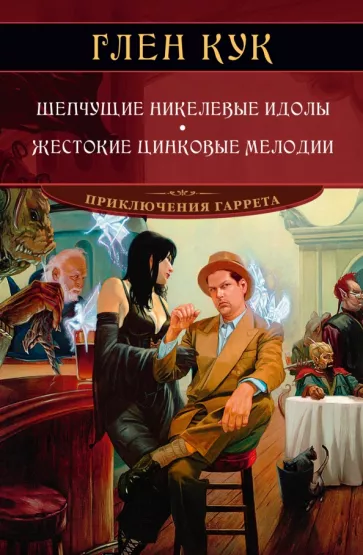 ГЛЕН КУК
ШЕПЧУЩИЕ НИКЕЛЕВЫЕ ИДОЛЫ
•
ЖЕСТОКИЕ ЦИНКОВЫЕ МЕЛОДИИ
ПРИКЛЮЧЕНИЯ ГАРРЕТА